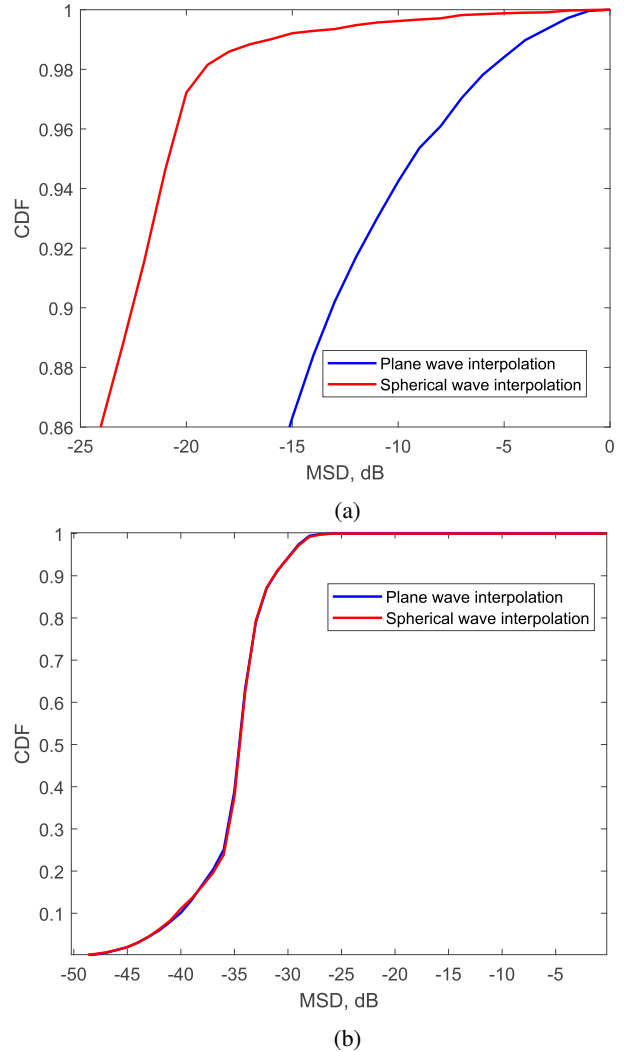 1
0.98
0.96
0.94
0.92
0.9
0.88
0.86
CDF
Plane wave interpolation
Spherical wave interpolation
-25 -20 -15 -10 -5 0
MSD, dB
(a)
1
0.9
0.8
0.7
0.6
0.5
0.4
0.3
0.2
0.1
CDF
Plane wave interpolation
Spherical wave interpolation
-50 -45 -40 -35 -30 -25 -20 -15 -10 -5
MSD, dB
(b)